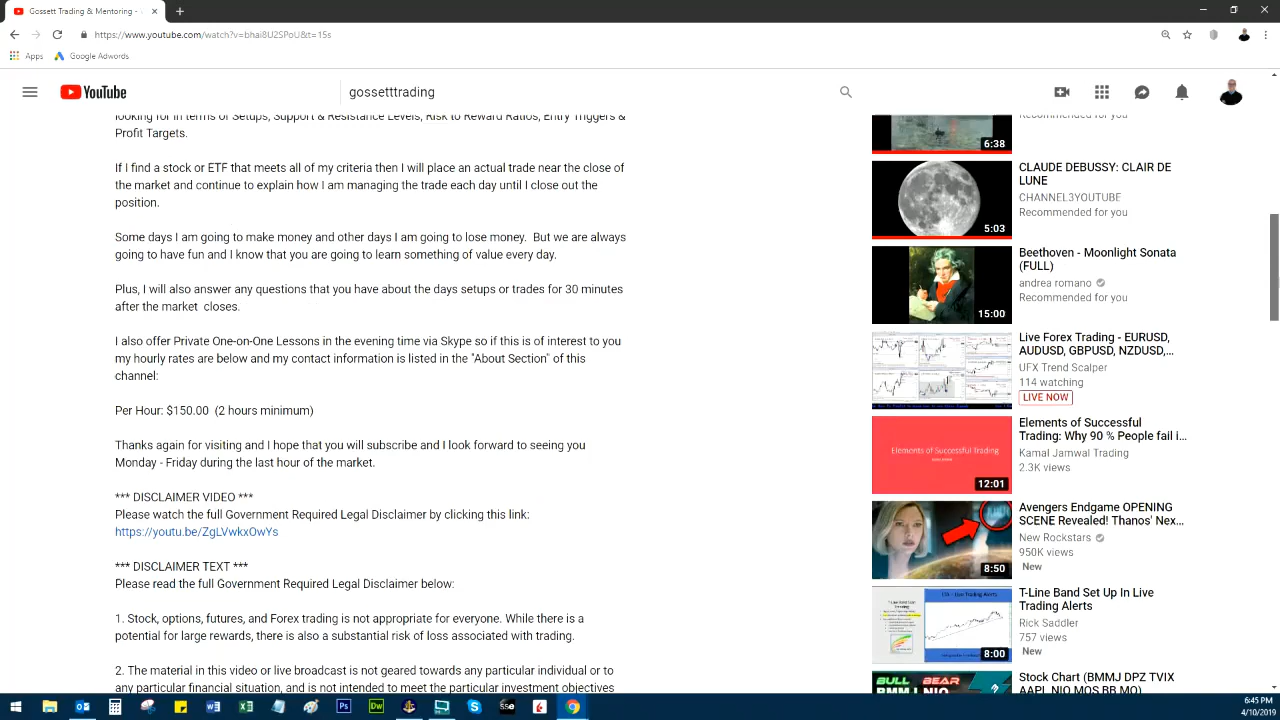 Gossett Trading & Mentoring -
https://www.youtube.com/watch?v=bhai8U2SPoU&t=15s
Apps
Google Adwords
YouTube
gossetttrading
looking for in terms of Setups, Support & Resistance Levels, Risk to Reward Ratios, Entry Triggers &
Profit Targets.
If I find a stock or ETF that meets all of my criteria then I will place an actual trade near the close of
the market and continue to explain how I am managing the trade each day until I close out the
position.
Some days I am going to make money and other days I am going to lose money. But we are always
going to have fun and I know that you are going to learn something of value every day.
Plus, I will also answer any questions that you have about the days setups or trades for 30 minutes
after the market closes.
I also offer Private One-on-One Lessons in the evening time via Skype so if this is of interest to you
my hourly rates are below and my contact information is listed in the "About Section" of this
channel:
Per Hour: (2 hours minimum)
Thanks again for visiting and I hope that you will subscribe and I look forward to seeing you
Monday - Friday during the last hour of the market.
*** DISCLAIMER VIDEO ***
Please watch the full Government Required Legal Disclaimer by clicking this link:
https://youtu.be/ZgLVwkxOwYs
*** DISCLAIMER TEXT ***
Please read the full Government Required Legal Disclaimer below:
1. Stocks, futures, and options trading is not appropriate for everyone. While there is a
potential for high rewards, there is also a substantial risk of loss associated with trading.
2. The material in this video or broadcast is not geared towards any particular individual or to
any particular financial situation, and is not intended to meet the particular investment objectives
Recommended for you
6:38
CLAUDE DEBUSSY: CLAIR DE
LUNE
CHANNEL3YOUTUBE
Recommended for you
5:03
Beethoven - Moonlight Sonata
(FULL)
andrea romano
Recommended for you
15:00
Live Forex Trading - EURUSD,
AUDUSD, GBPUSD, NZDUSD,...
UFX Trend Scalper
114 watching
LIVE NOW
Elements of Successful Trading
12:01
Elements of Successful
Trading: Why 90 % People fail i...
Kamal Jamwal Trading
2.3K views
8:50
Avengers Endgame OPENING
SCENE Revealed! Thanos' Nex...
New Rockstars
950K views
New
8:00
T-Line Band Set Up In Live
Trading Alerts
Rick Saddler
757 views
New
BULL BEAR
BMMJ NIO
Stock Chart (BMMJ DPZ TVIX
AAPL NIO MOS BB MO)
6:45 PM
4/10/2019